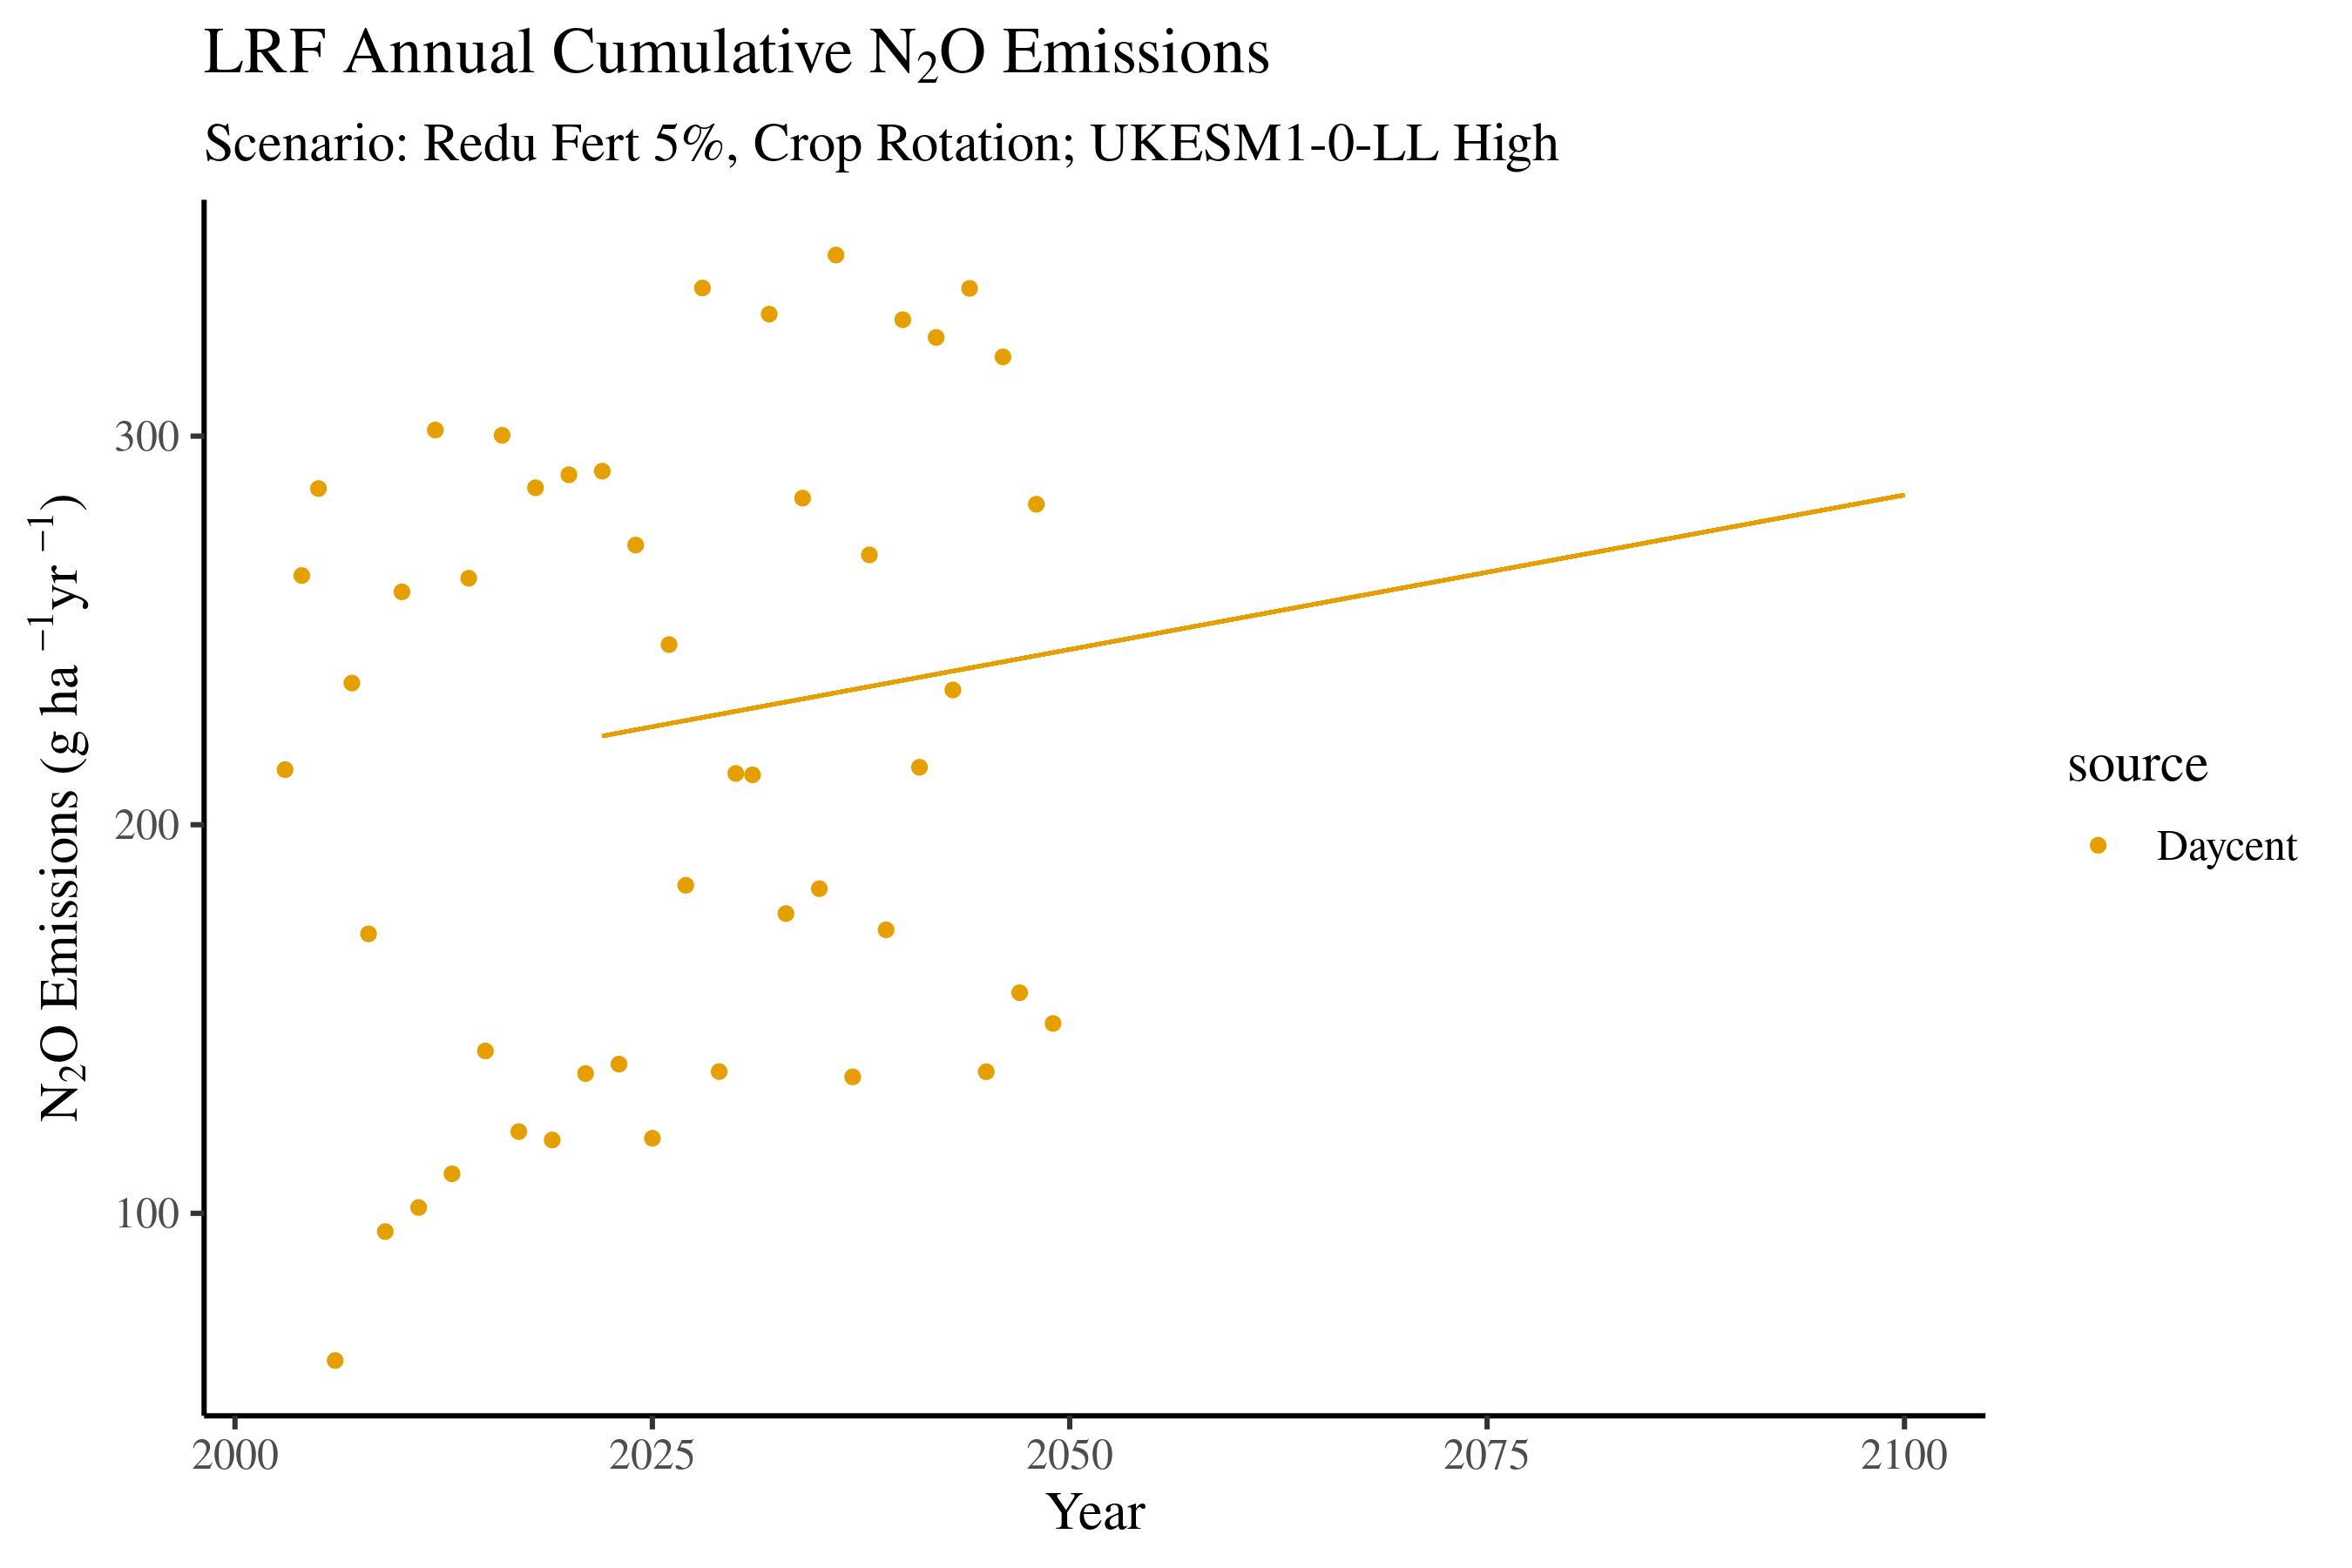 LRF Annual Cumulative N₂O Emissions
Scenario: Redu Fert 5%, Crop Rotation; UKESM1-0-LL High
N₂O Emissions (g ha ⁻¹yr ⁻¹)
300
200
100
2000
2025
2050
2075
2100
Year
source
Daycent